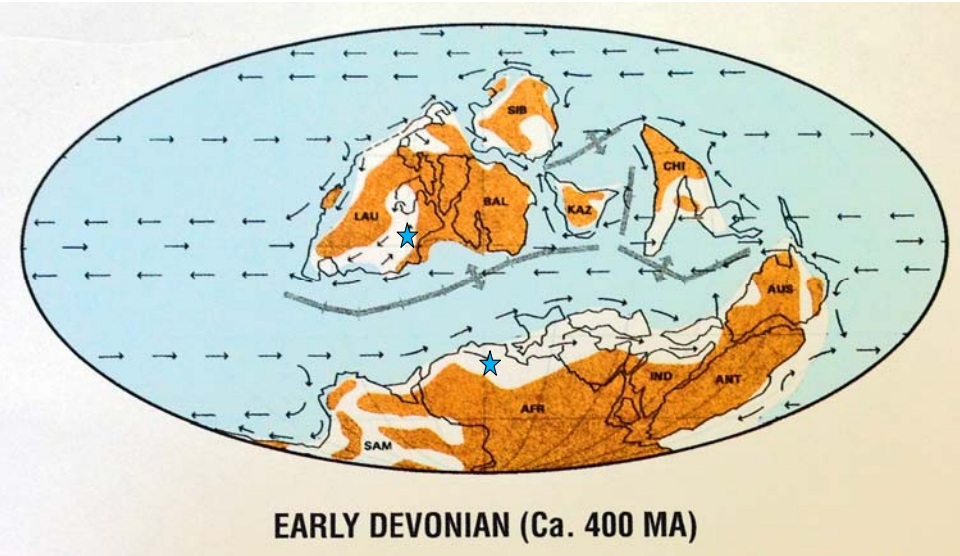 SIB
CHI
LAU
BAL
KAZ
AUS
IND
ANT
AFR
SAM
EARLY DEVONIAN (Ca. 400 MA)